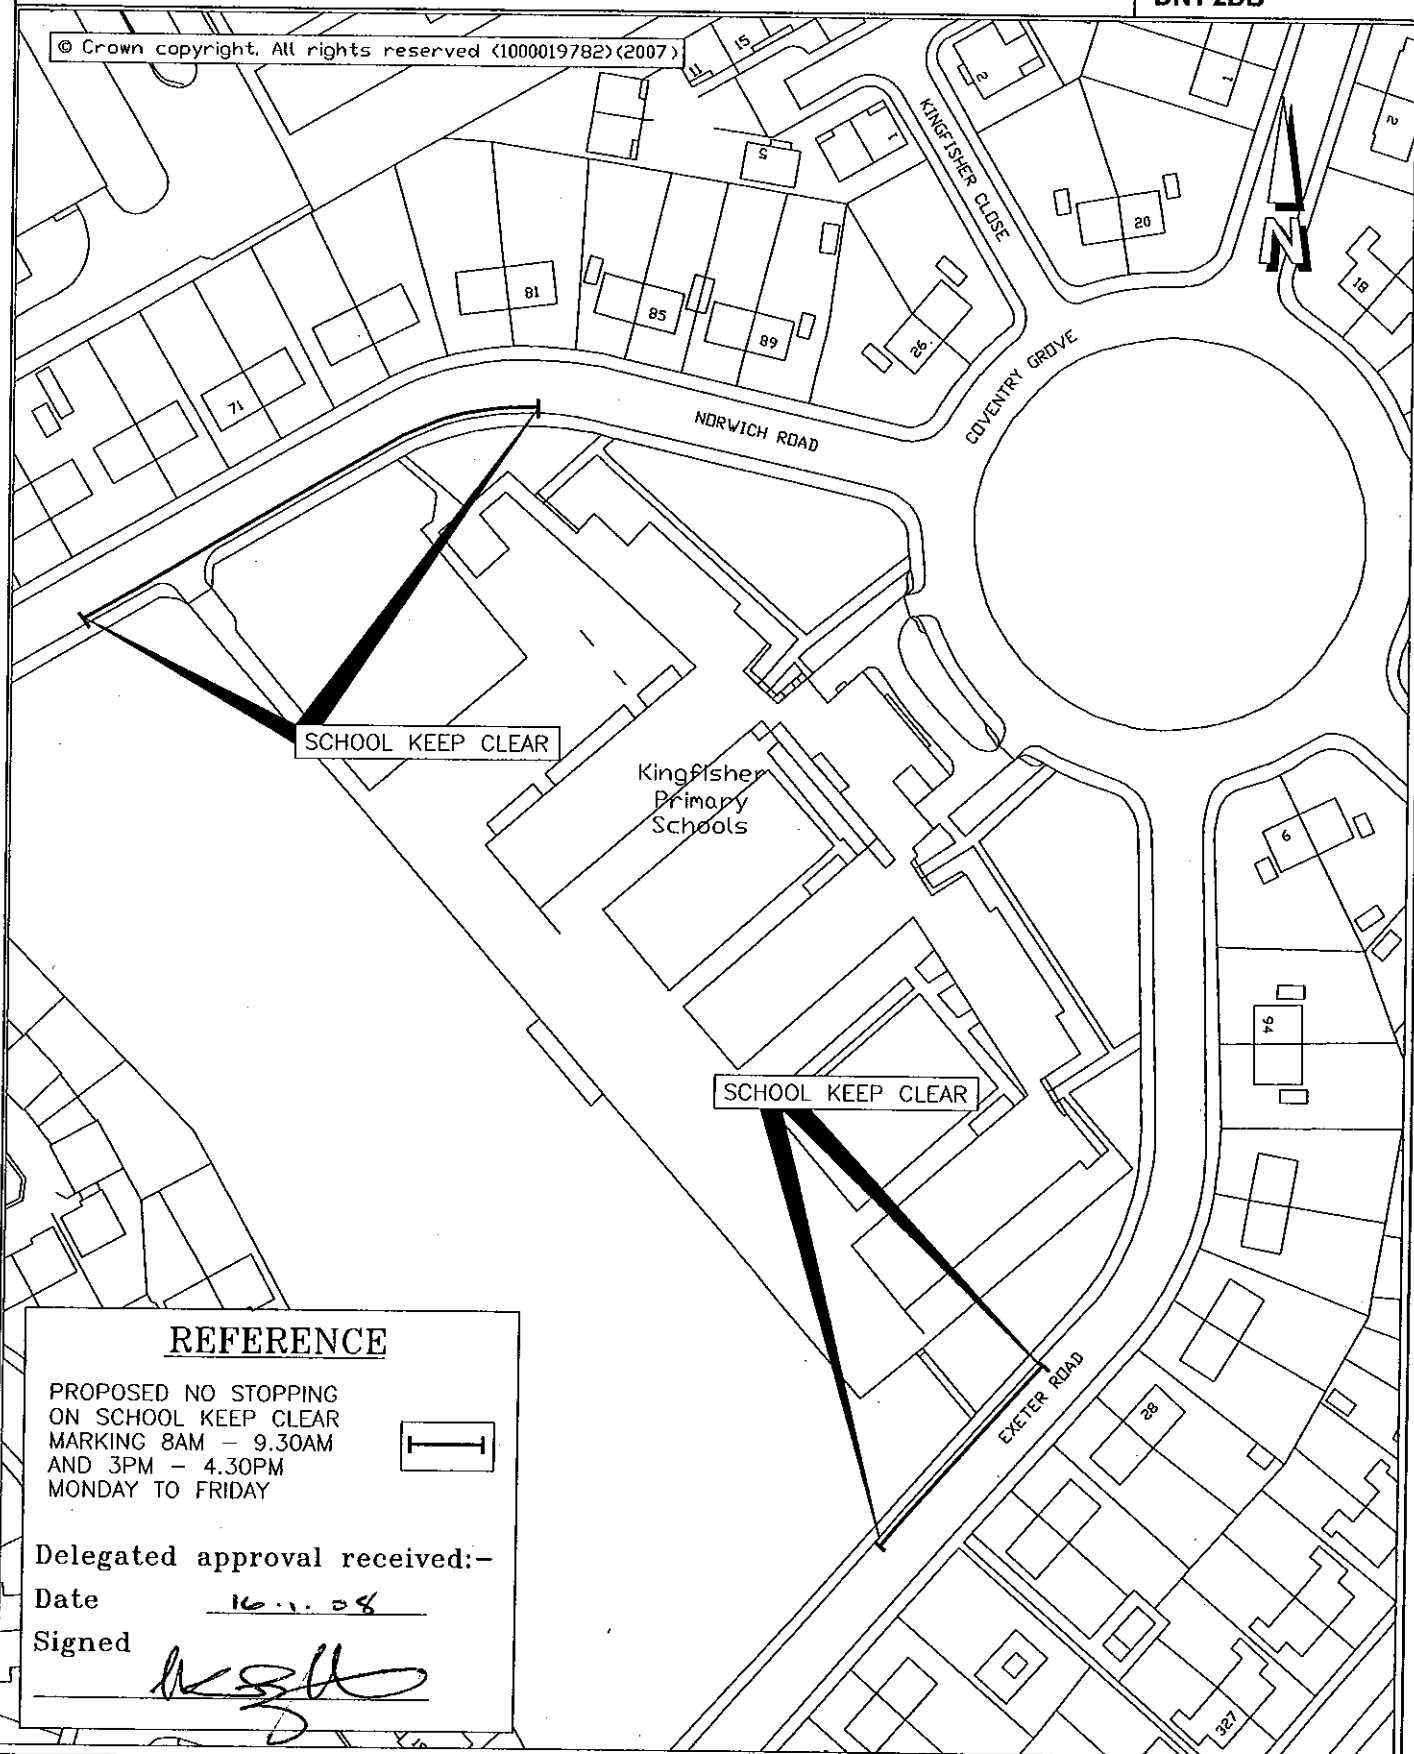 © Crown copyright. All rights reserved (1000019782)(2007)
15
11
2
1
2
KINGFISHER CLOSE
1
5
20
18
81
85
89
26
COVENTRY GROVE
71
NORWICH ROAD
SCHOOL KEEP CLEAR
Kingfisher
Primary
Schools
6
94
SCHOOL KEEP CLEAR
EXETER ROAD
28
327
N
REFERENCE
PROPOSED NO STOPPING
ON SCHOOL KEEP CLEAR
MARKING 8AM – 9.30AM
AND 3PM – 4.30PM
MONDAY TO FRIDAY
Delegated approval received:-
Date 16.1.08
Signed